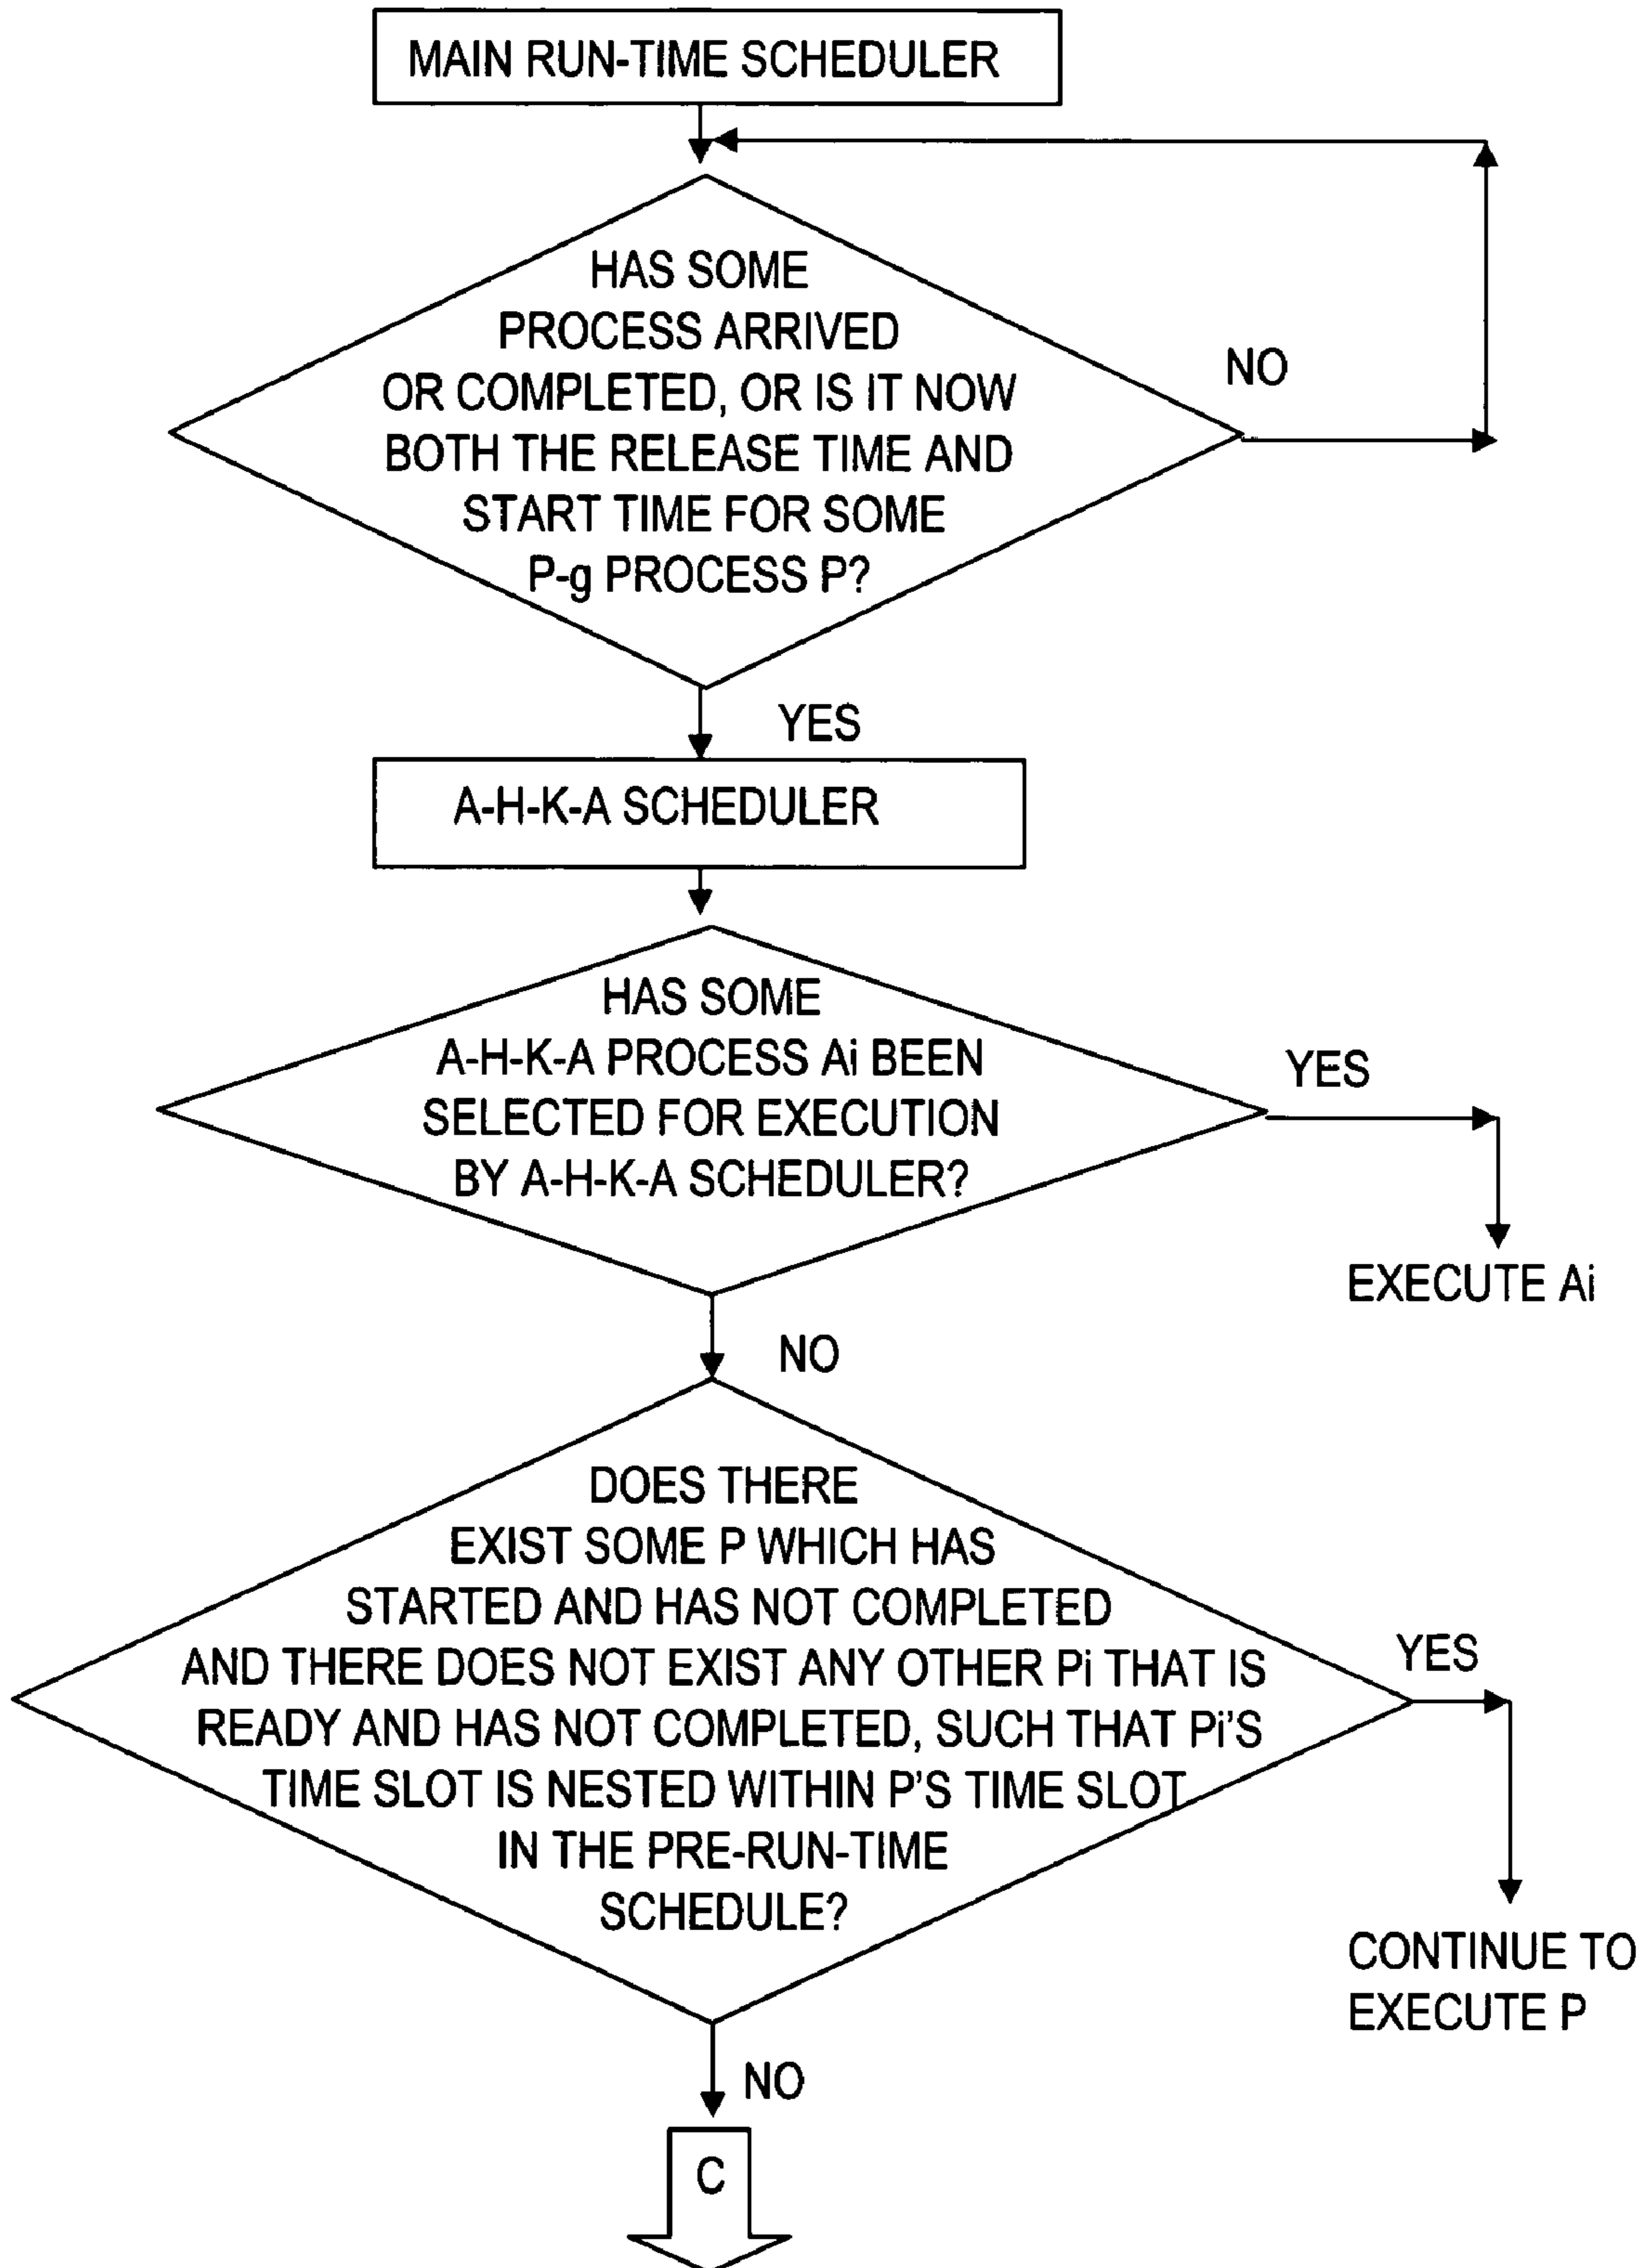 MAIN RUN-TIME SCHEDULER
HAS SOME
PROCESS ARRIVED
OR COMPLETED, OR IS IT NOW
BOTH THE RELEASE TIME AND
START TIME FOR SOME
P-g PROCESS P?
NO
YES
A-H-K-A SCHEDULER
HAS SOME
A-H-K-A PROCESS Ai BEEN
SELECTED FOR EXECUTION
BY A-H-K-A SCHEDULER?
YES
EXECUTE Ai
NO
DOES THERE
EXIST SOME P WHICH HAS
STARTED AND HAS NOT COMPLETED
AND THERE DOES NOT EXIST ANY OTHER Pi THAT IS
READY AND HAS NOT COMPLETED, SUCH THAT Pi'S
TIME SLOT IS NESTED WITHIN P'S TIME SLOT
IN THE PRE-RUN-TIME
SCHEDULE?
YES
CONTINUE TO
EXECUTE P
NO
C